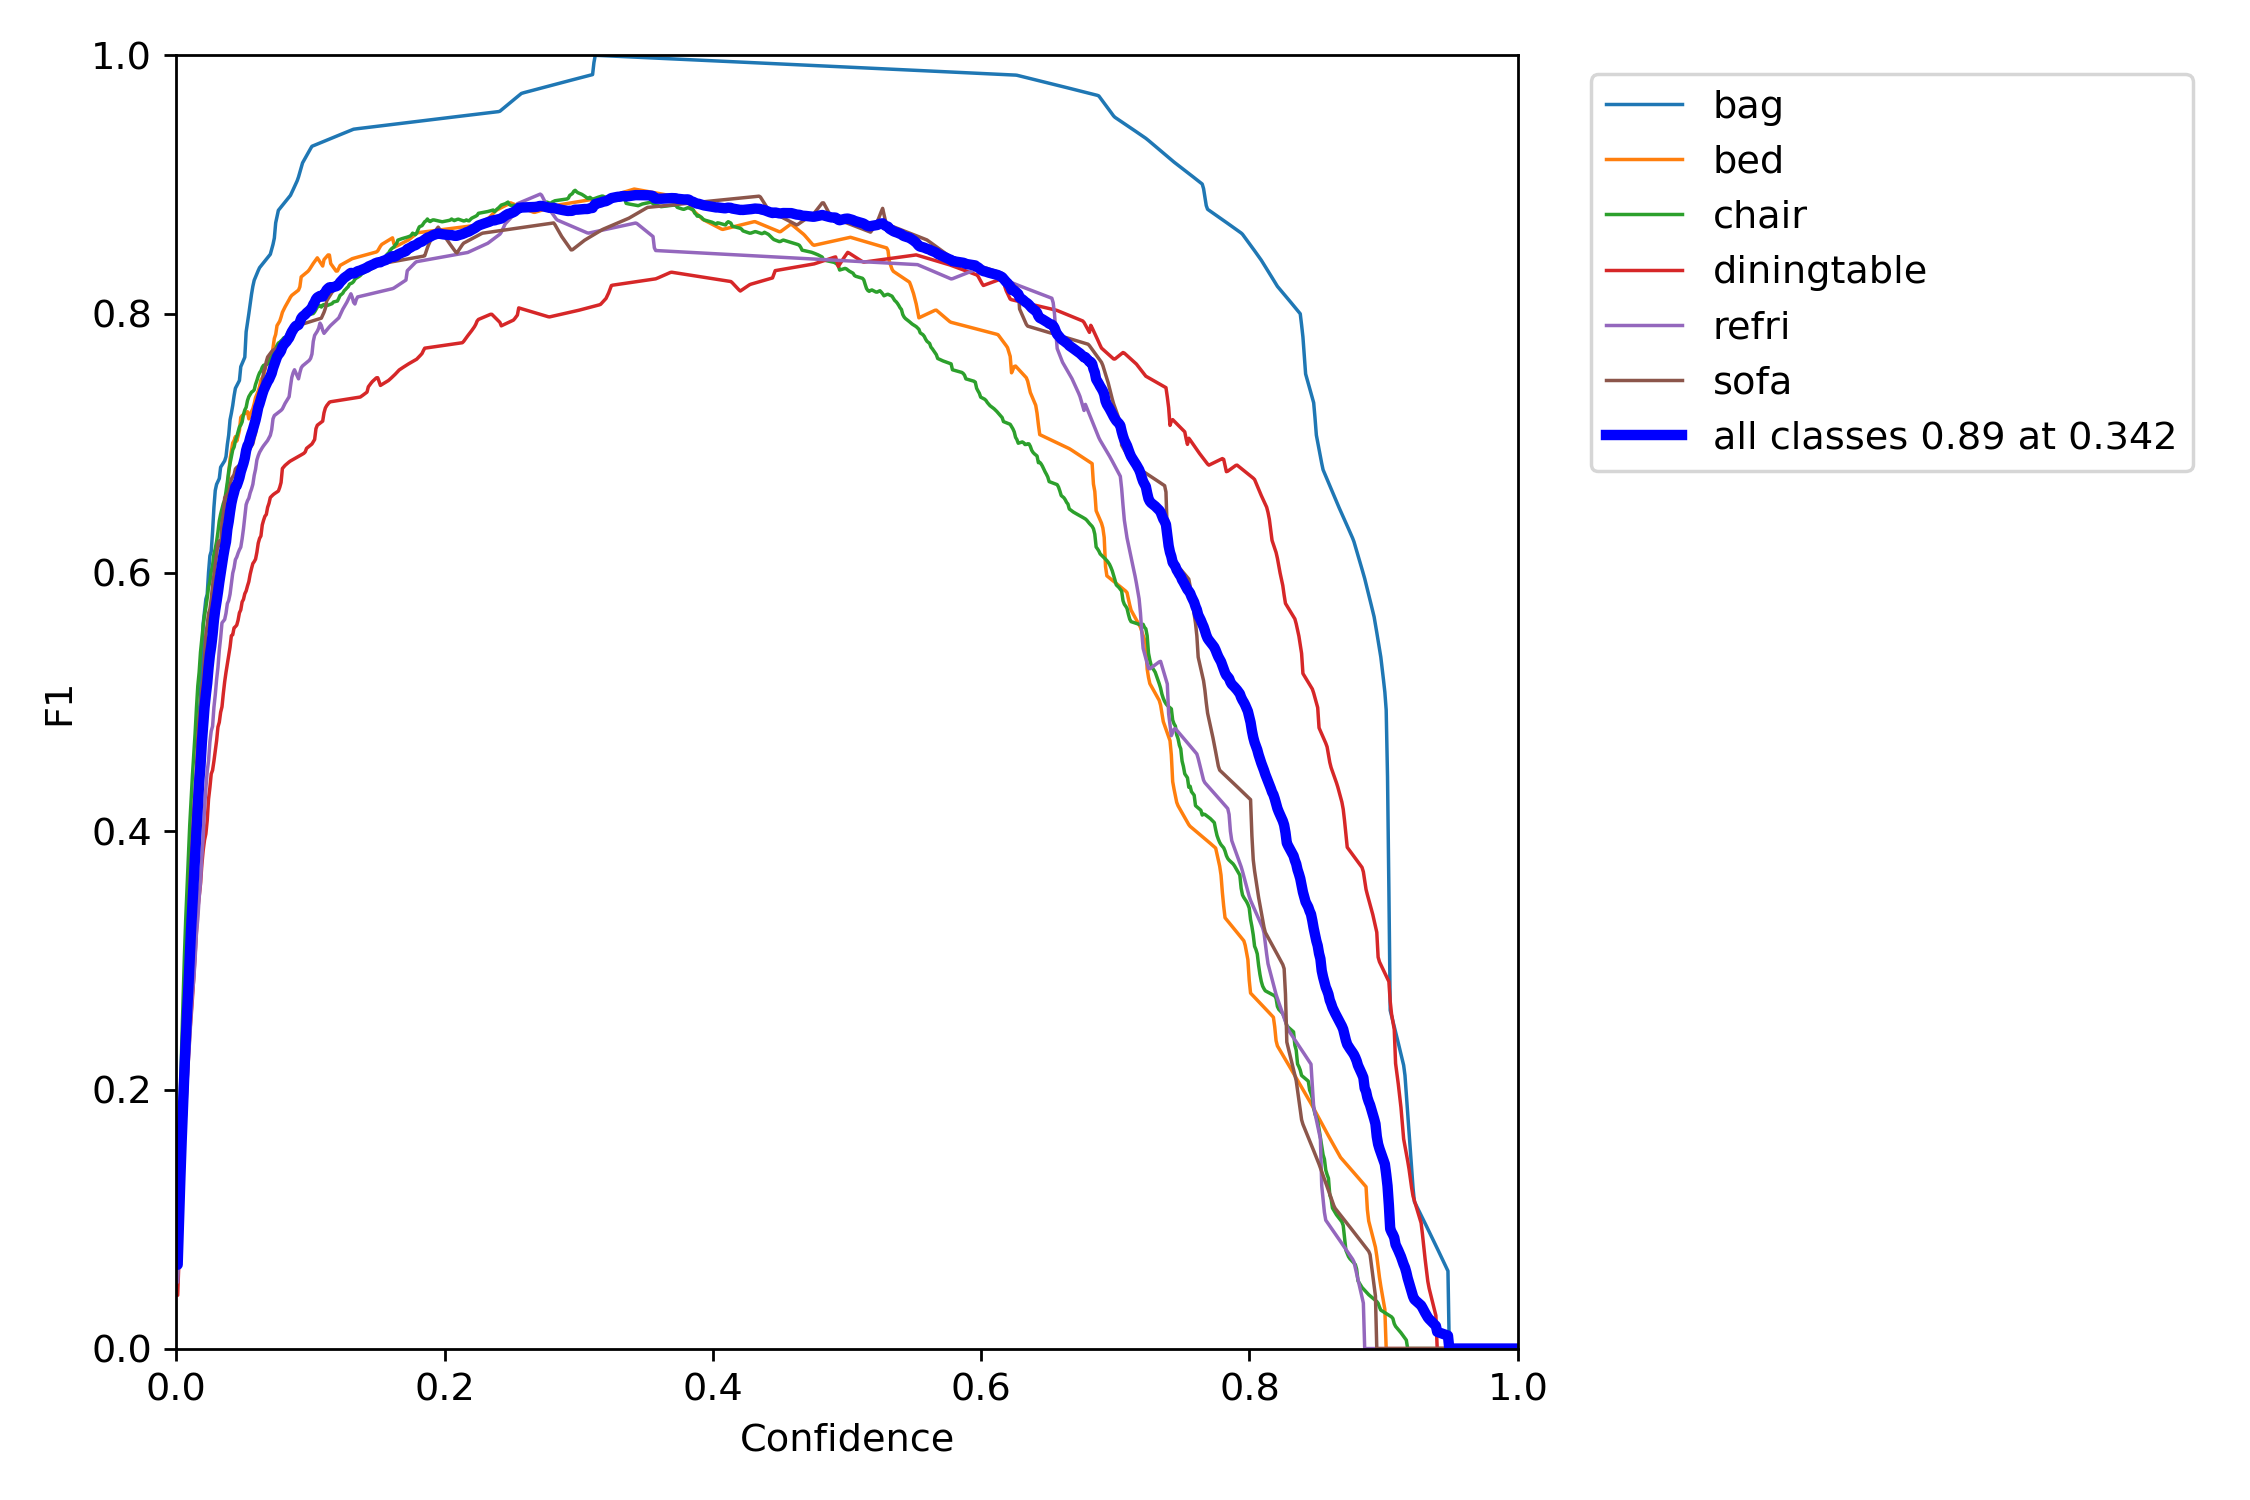 1.0
0.8
0.6
0.4
0.2
0.0
F1
0.0 0.2 0.4 0.6 0.8 1.0
Confidence
bag
bed
chair
diningtable
refri
sofa
all classes 0.89 at 0.342